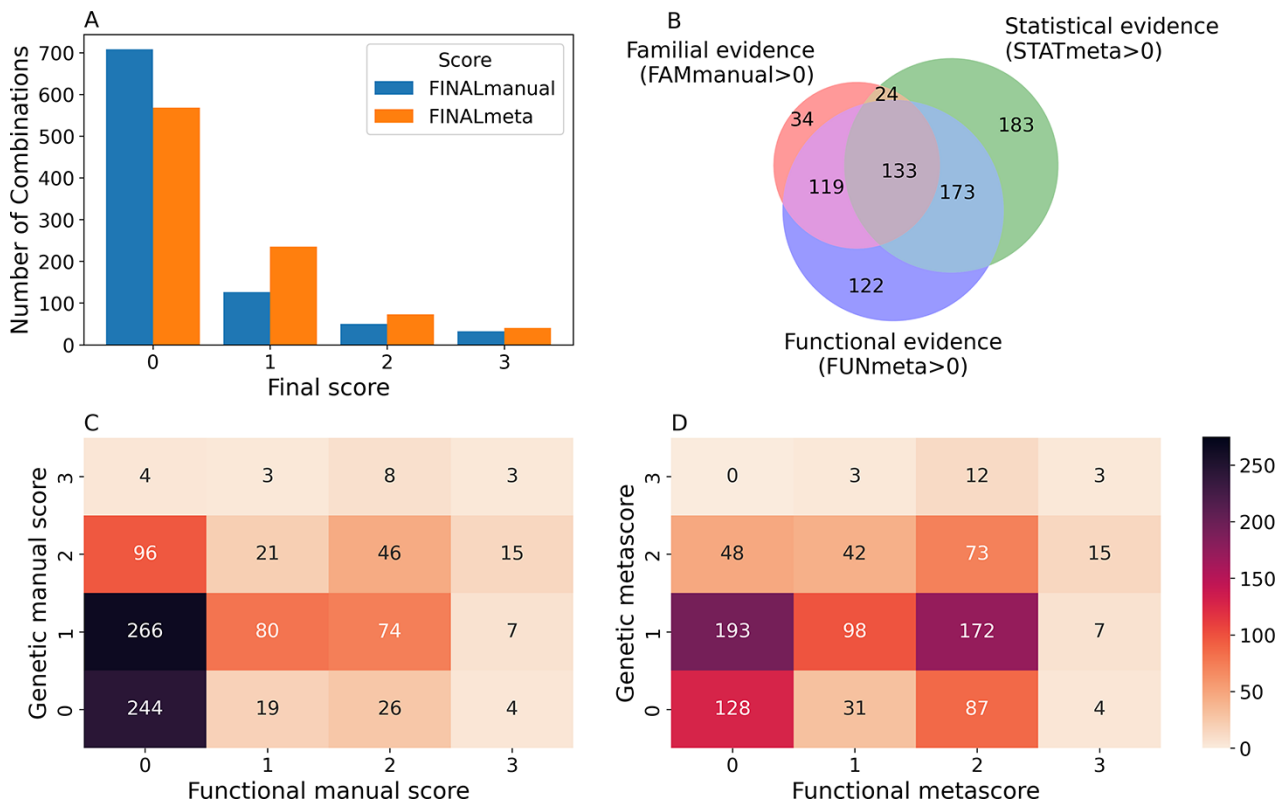 A
Number of Combinations
700
600
500
400
300
200
100
0
0 1 2 3
Final score
Score
FINALmanual
FINALmeta
B
Familial evidence
(FAMmanual>0)
Statistical evidence
(STATmeta>0)
34
24
183
119
133
173
122
Functional evidence
(FUNmeta>0)
C
Genetic manual score
3
2
1
0
4 3 8 3
96 21 46 15
266 80 74 7
244 19 26 4
0 1 2 3
Functional manual score
D
Genetic metascore
3
2
1
0
0 3 12 3
48 42 73 15
193 98 172 7
128 31 87 4
0 1 2 3
Functional metascore
250
200
150
100
50
0